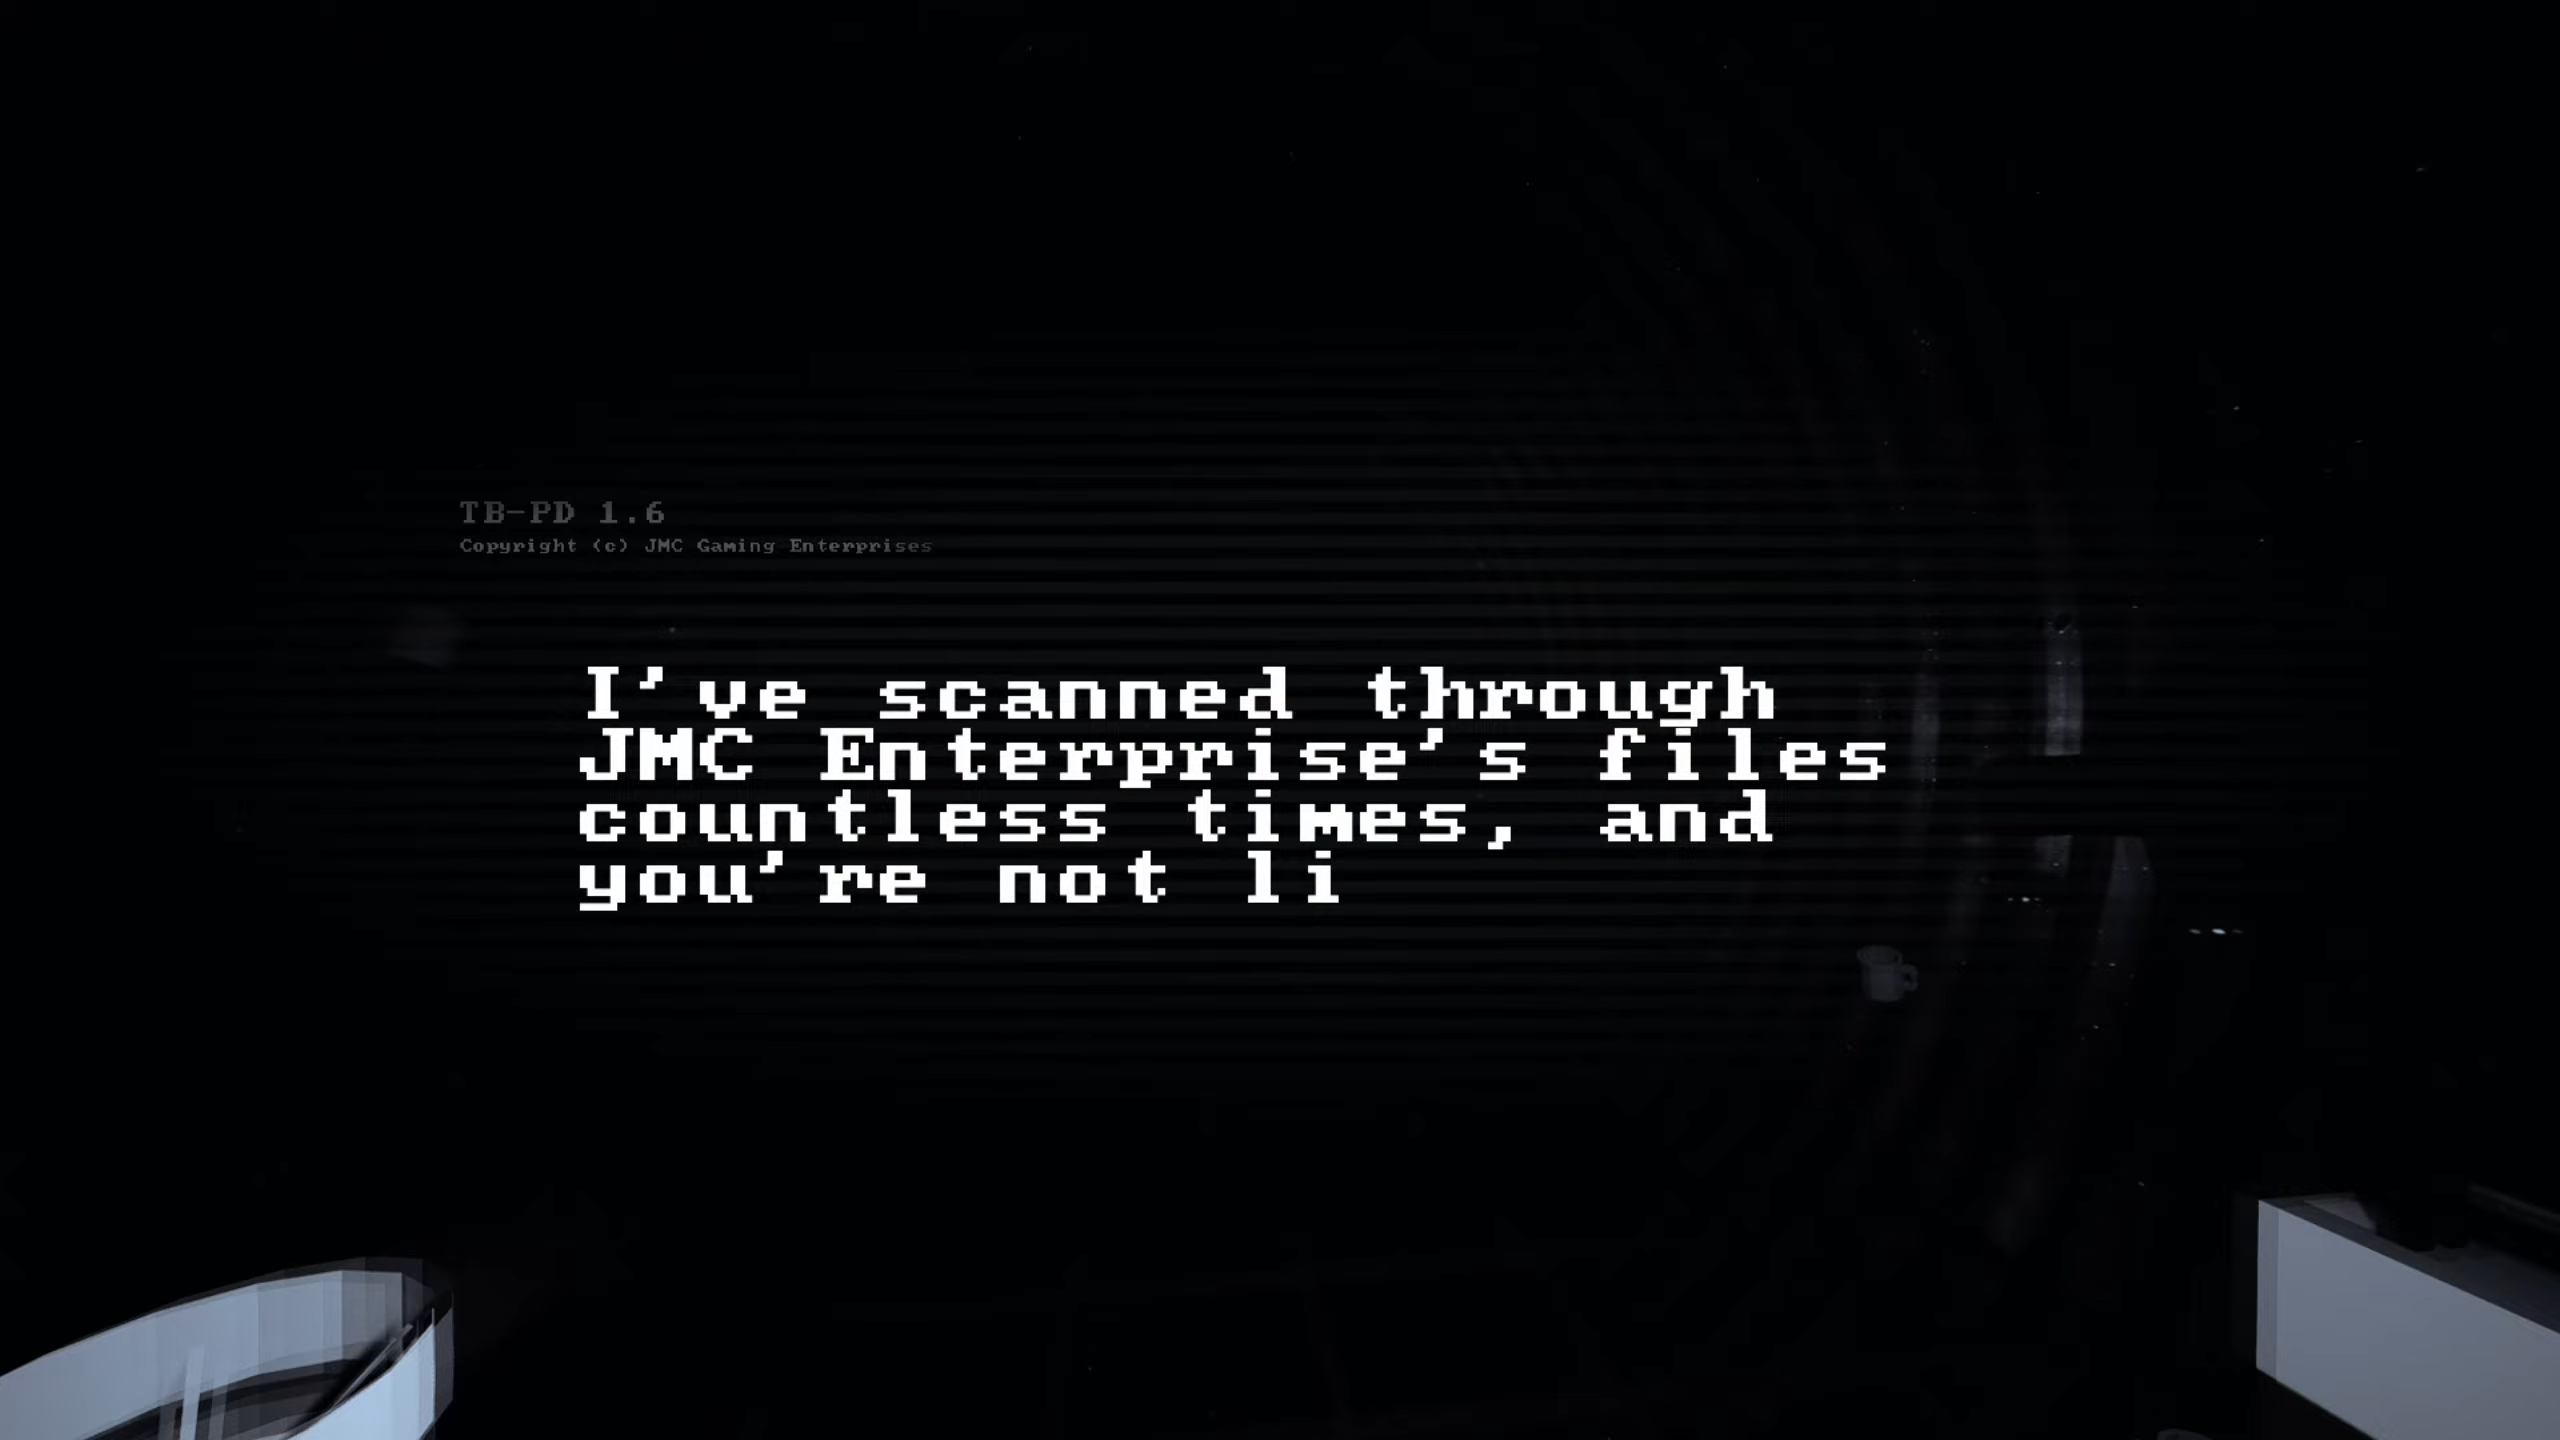 TB-PD 1.6
Copyright (c) JMC Gaming Enterprises
I've scanned through
JMC Enterprise's files
countless times, and
you're not li